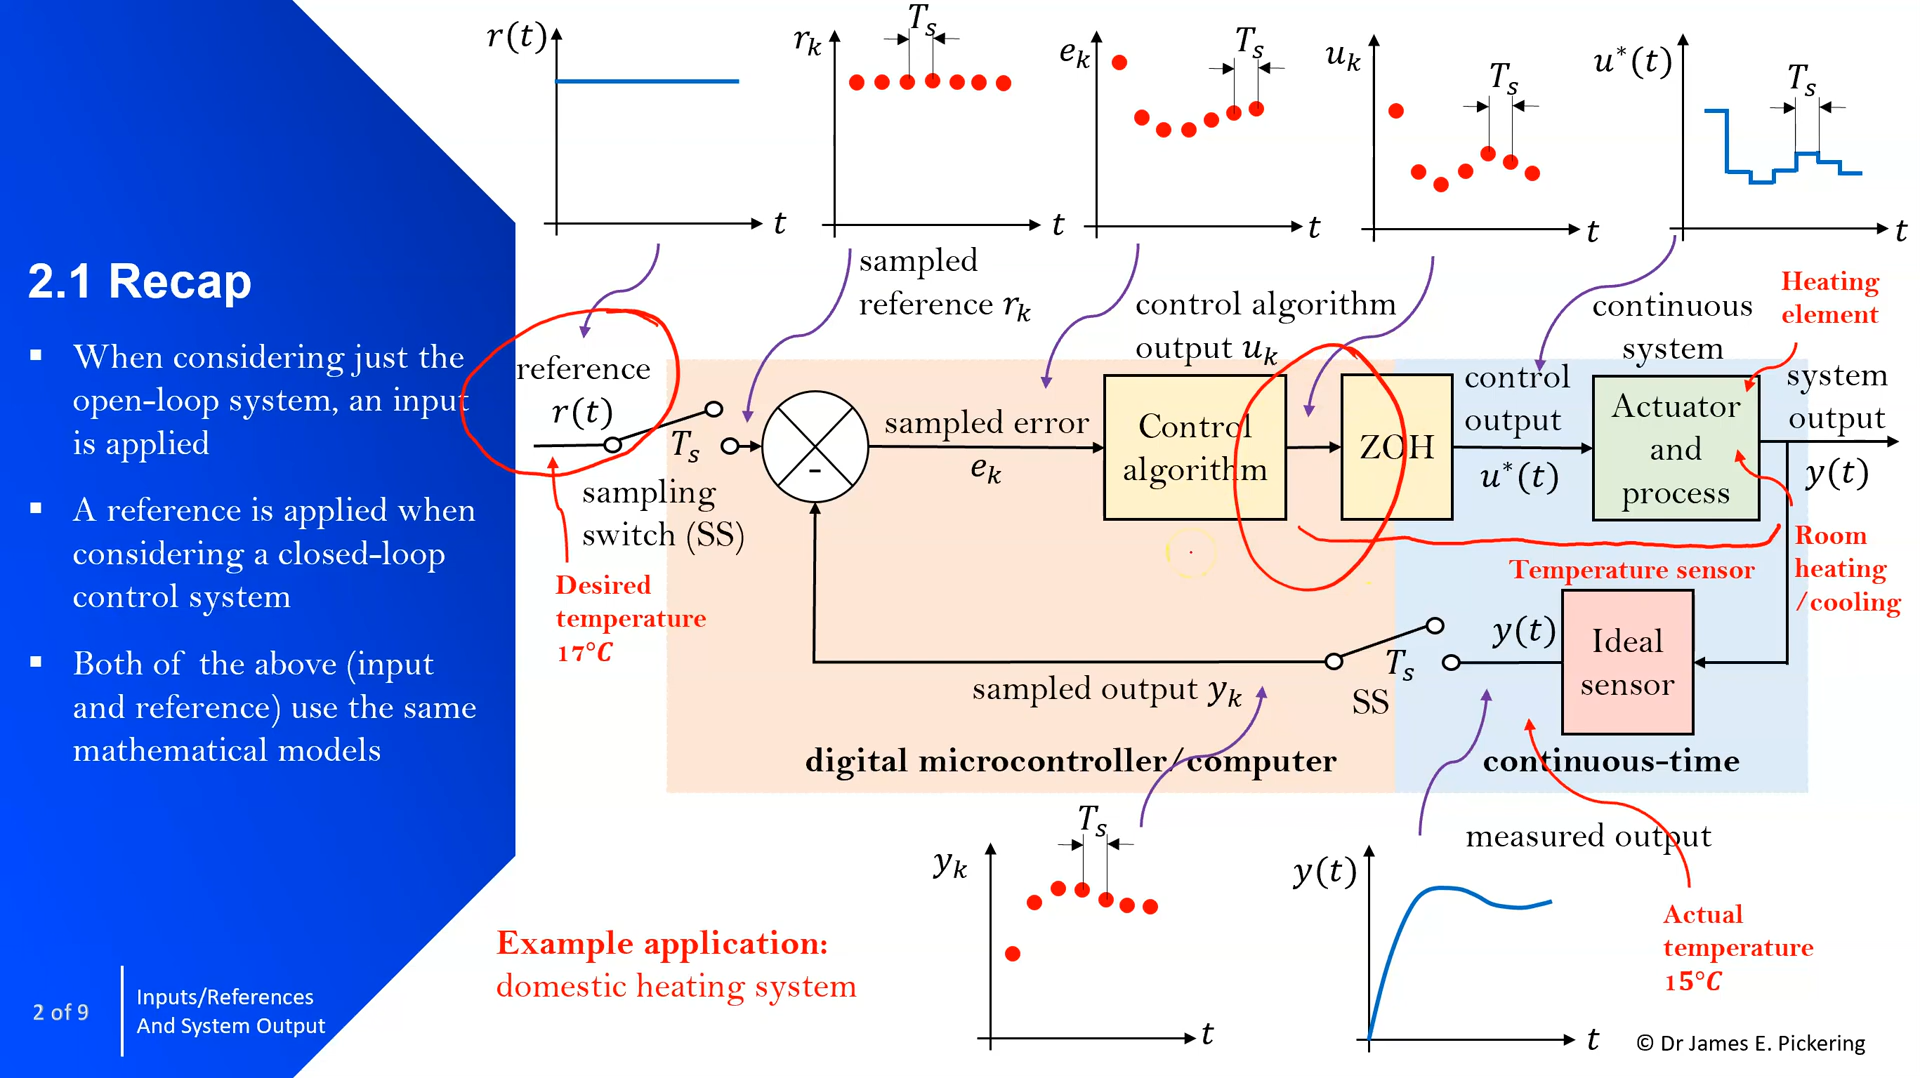 2.1 Recap
▪ When considering just the
open-loop system, an input
is applied
▪ A reference is applied when
considering a closed-loop
control system
▪ Both of the above (input
and reference) use the same
mathematical models
2 of 9
Inputs/References
And System Output
r(t)
t
r_k
T_s
t
e_k
T_s
t
u_k
T_s
t
u*(t)
T_s
t
reference
r(t)
sampled
reference r_k
T_s
sampling
switch (SS)
Desired
temperature
17°C
-
sampled error
e_k
control algorithm
output u_k
Control
algorithm
ZOH
control
output
u*(t)
continuous
system
Heating
element
Actuator
and
process
system
output
y(t)
Room
heating
/cooling
Temperature sensor
Ideal
sensor
y(t)
T_s
SS
sampled output y_k
digital microcontroller/computer
continuous-time
measured output
Actual
temperature
15°C
y_k
T_s
t
y(t)
t
Example application:
domestic heating system
© Dr James E. Pickering